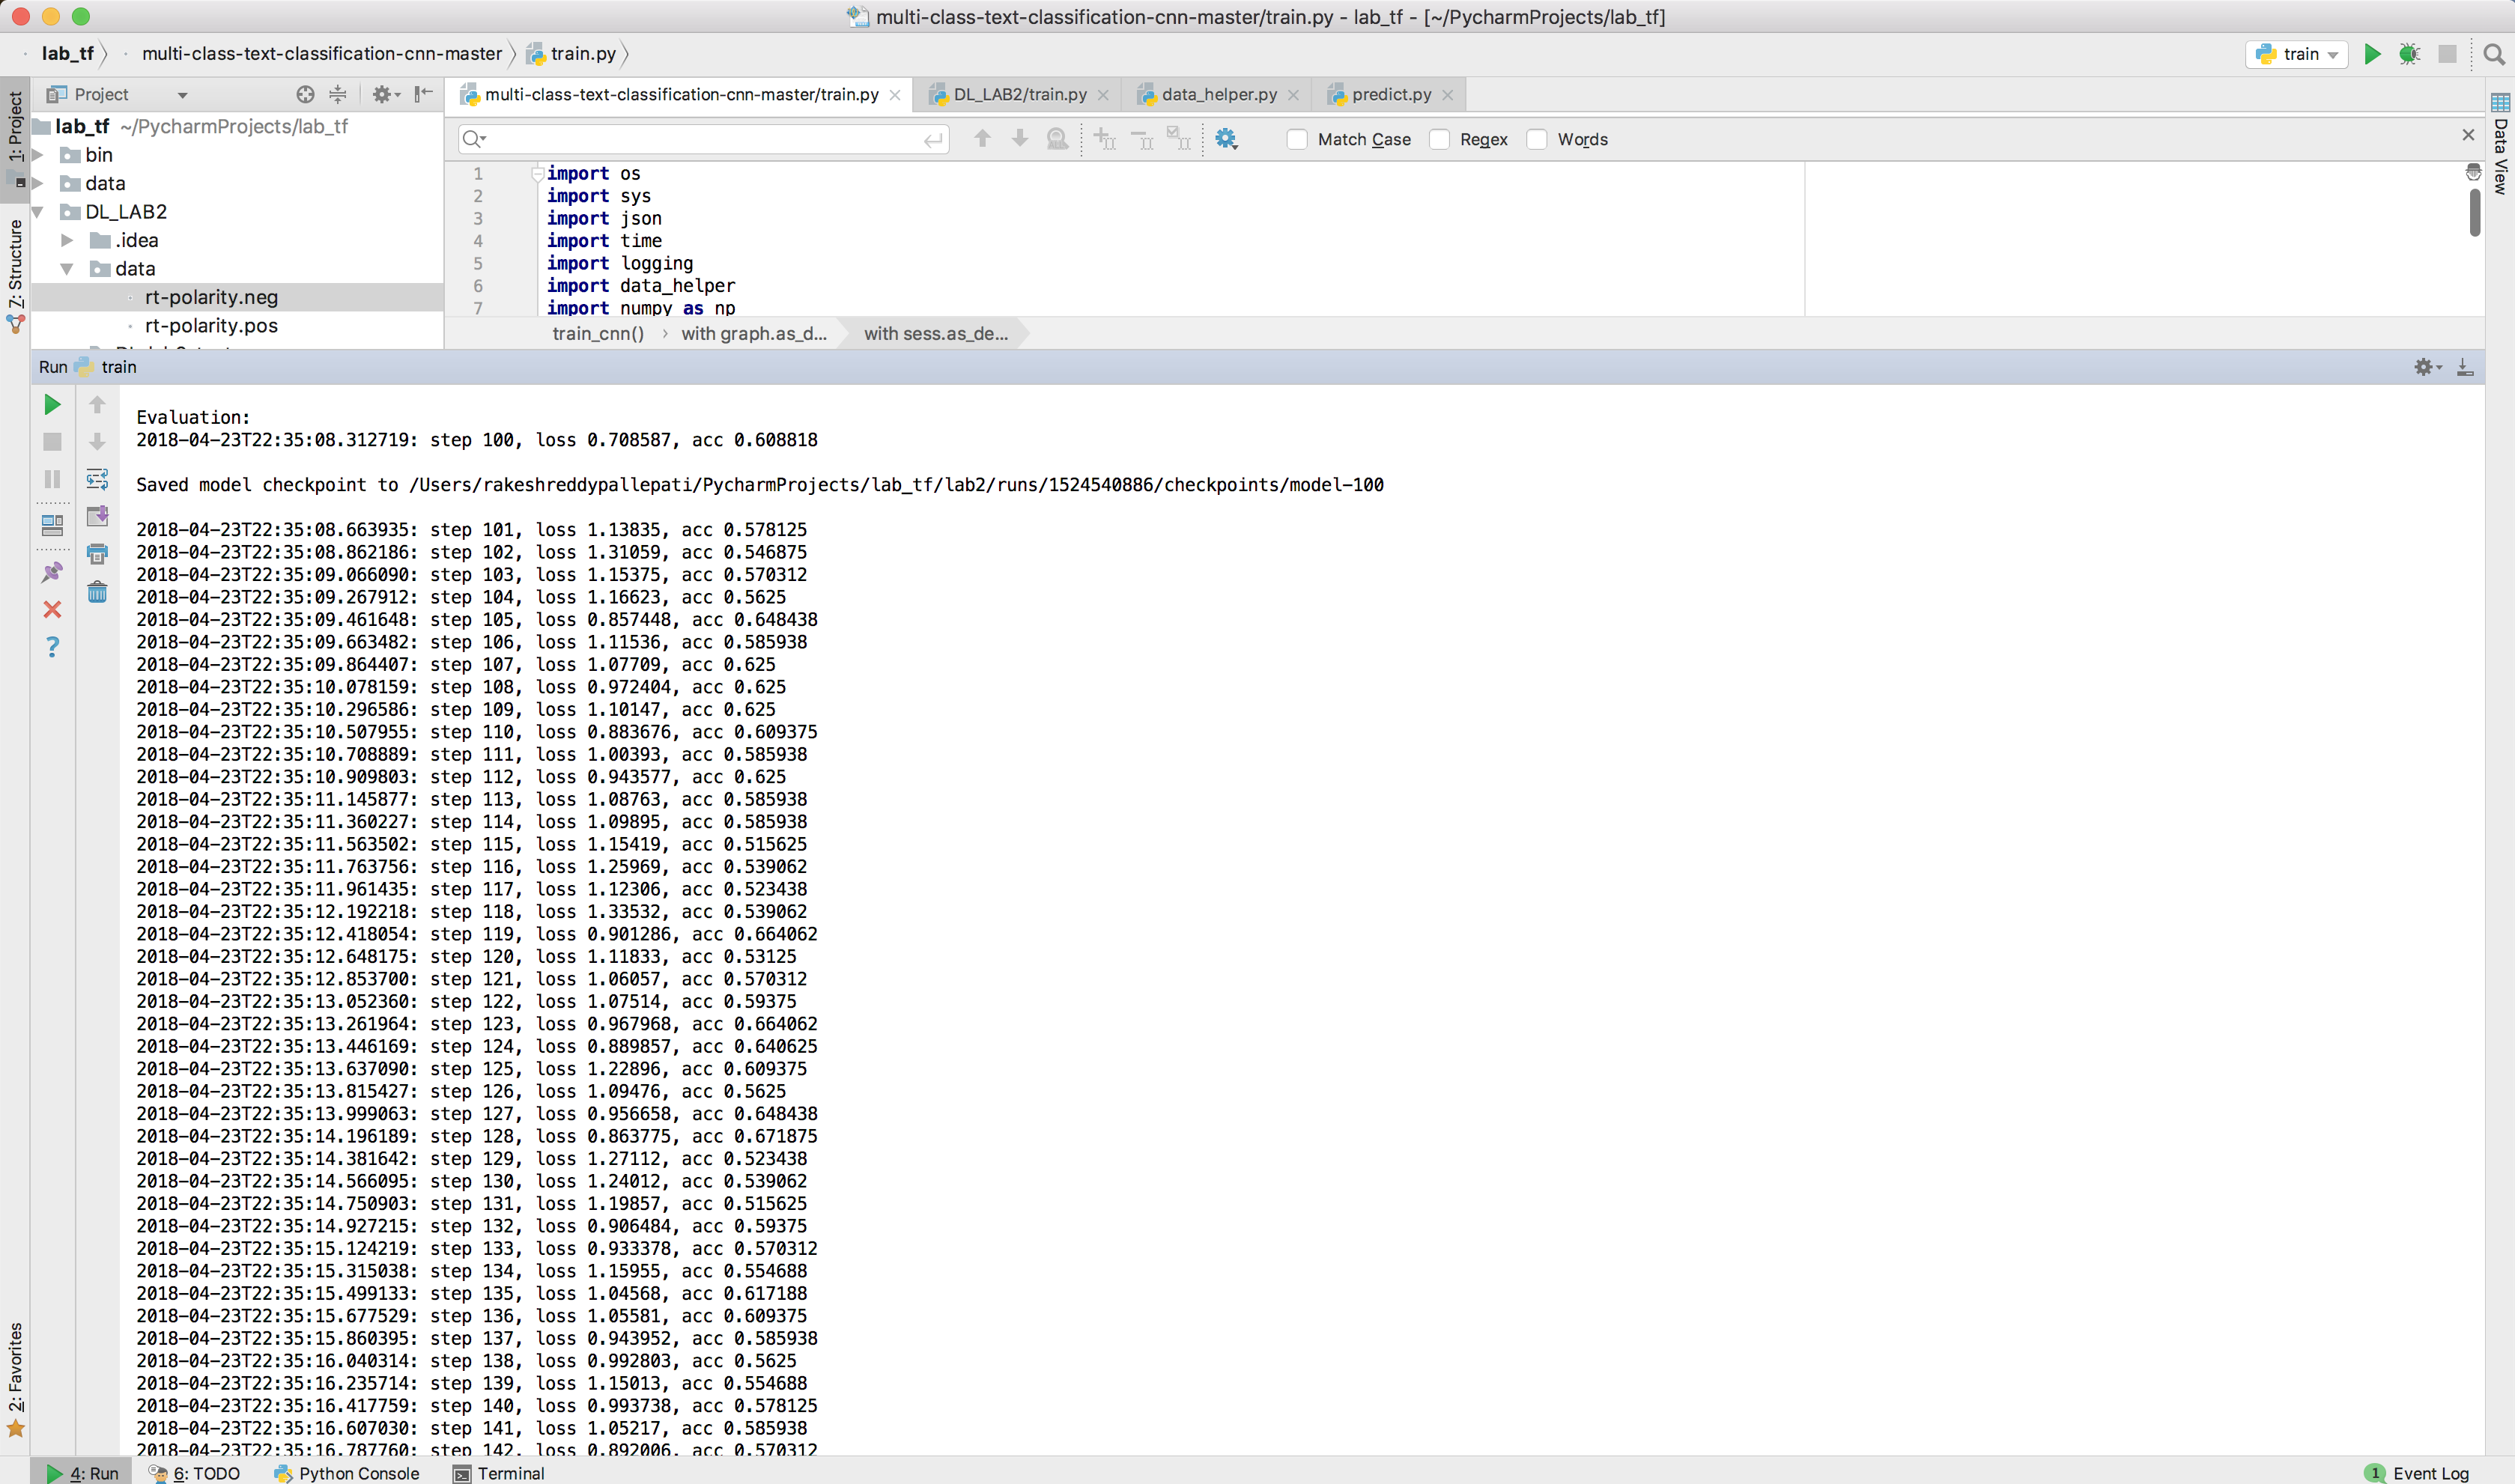 multi-class-text-classification-cnn-master/train.py - lab_tf - [~/PycharmProjects/lab_tf]
lab_tf multi-class-text-classification-cnn-master train.py train
1: Project
Project
multi-class-text-classification-cnn-master/train.py DL_LAB2/train.py data_helper.py predict.py
lab_tf ~/PycharmProjects/lab_tf
bin
data
DL_LAB2
.idea
data
rt-polarity.neg
rt-polarity.pos
7: Structure
Match Case Regex Words
Data View
1 import os
2 import sys
3 import json
4 import time
5 import logging
6 import data_helper
7 import numpy as np
train_cnn() › with graph.as_d... with sess.as_de...
Run train
Evaluation:
2018-04-23T22:35:08.312719: step 100, loss 0.708587, acc 0.608818
Saved model checkpoint to /Users/rakeshreddypallepati/PycharmProjects/lab_tf/lab2/runs/1524540886/checkpoints/model-100
2018-04-23T22:35:08.663935: step 101, loss 1.13835, acc 0.578125
2018-04-23T22:35:08.862186: step 102, loss 1.31059, acc 0.546875
2018-04-23T22:35:09.066090: step 103, loss 1.15375, acc 0.570312
2018-04-23T22:35:09.267912: step 104, loss 1.16623, acc 0.5625
2018-04-23T22:35:09.461648: step 105, loss 0.857448, acc 0.648438
2018-04-23T22:35:09.663482: step 106, loss 1.11536, acc 0.585938
2018-04-23T22:35:09.864407: step 107, loss 1.07709, acc 0.625
2018-04-23T22:35:10.078159: step 108, loss 0.972404, acc 0.625
2018-04-23T22:35:10.296586: step 109, loss 1.10147, acc 0.625
2018-04-23T22:35:10.507955: step 110, loss 0.883676, acc 0.609375
2018-04-23T22:35:10.708889: step 111, loss 1.00393, acc 0.585938
2018-04-23T22:35:10.909803: step 112, loss 0.943577, acc 0.625
2018-04-23T22:35:11.145877: step 113, loss 1.08763, acc 0.585938
2018-04-23T22:35:11.360227: step 114, loss 1.09895, acc 0.585938
2018-04-23T22:35:11.563502: step 115, loss 1.15419, acc 0.515625
2018-04-23T22:35:11.763756: step 116, loss 1.25969, acc 0.539062
2018-04-23T22:35:11.961435: step 117, loss 1.12306, acc 0.523438
2018-04-23T22:35:12.192218: step 118, loss 1.33532, acc 0.539062
2018-04-23T22:35:12.418054: step 119, loss 0.901286, acc 0.664062
2018-04-23T22:35:12.648175: step 120, loss 1.11833, acc 0.53125
2018-04-23T22:35:12.853700: step 121, loss 1.06057, acc 0.570312
2018-04-23T22:35:13.052360: step 122, loss 1.07514, acc 0.59375
2018-04-23T22:35:13.261964: step 123, loss 0.967968, acc 0.664062
2018-04-23T22:35:13.446169: step 124, loss 0.889857, acc 0.640625
2018-04-23T22:35:13.637090: step 125, loss 1.22896, acc 0.609375
2018-04-23T22:35:13.815427: step 126, loss 1.09476, acc 0.5625
2018-04-23T22:35:13.999063: step 127, loss 0.956658, acc 0.648438
2018-04-23T22:35:14.196189: step 128, loss 0.863775, acc 0.671875
2018-04-23T22:35:14.381642: step 129, loss 1.27112, acc 0.523438
2018-04-23T22:35:14.566095: step 130, loss 1.24012, acc 0.539062
2018-04-23T22:35:14.750903: step 131, loss 1.19857, acc 0.515625
2018-04-23T22:35:14.927215: step 132, loss 0.906484, acc 0.59375
2018-04-23T22:35:15.124219: step 133, loss 0.933378, acc 0.570312
2018-04-23T22:35:15.315038: step 134, loss 1.15955, acc 0.554688
2018-04-23T22:35:15.499133: step 135, loss 1.04568, acc 0.617188
2018-04-23T22:35:15.677529: step 136, loss 1.05581, acc 0.609375
2018-04-23T22:35:15.860395: step 137, loss 0.943952, acc 0.585938
2018-04-23T22:35:16.040314: step 138, loss 0.992803, acc 0.5625
2018-04-23T22:35:16.235714: step 139, loss 1.15013, acc 0.554688
2018-04-23T22:35:16.417759: step 140, loss 0.993738, acc 0.578125
2018-04-23T22:35:16.607030: step 141, loss 1.05217, acc 0.585938
2018-04-23T22:35:16.787760: step 142, loss 0.892006, acc 0.570312
2: Favorites
4: Run 6: TODO Python Console Terminal 1 Event Log